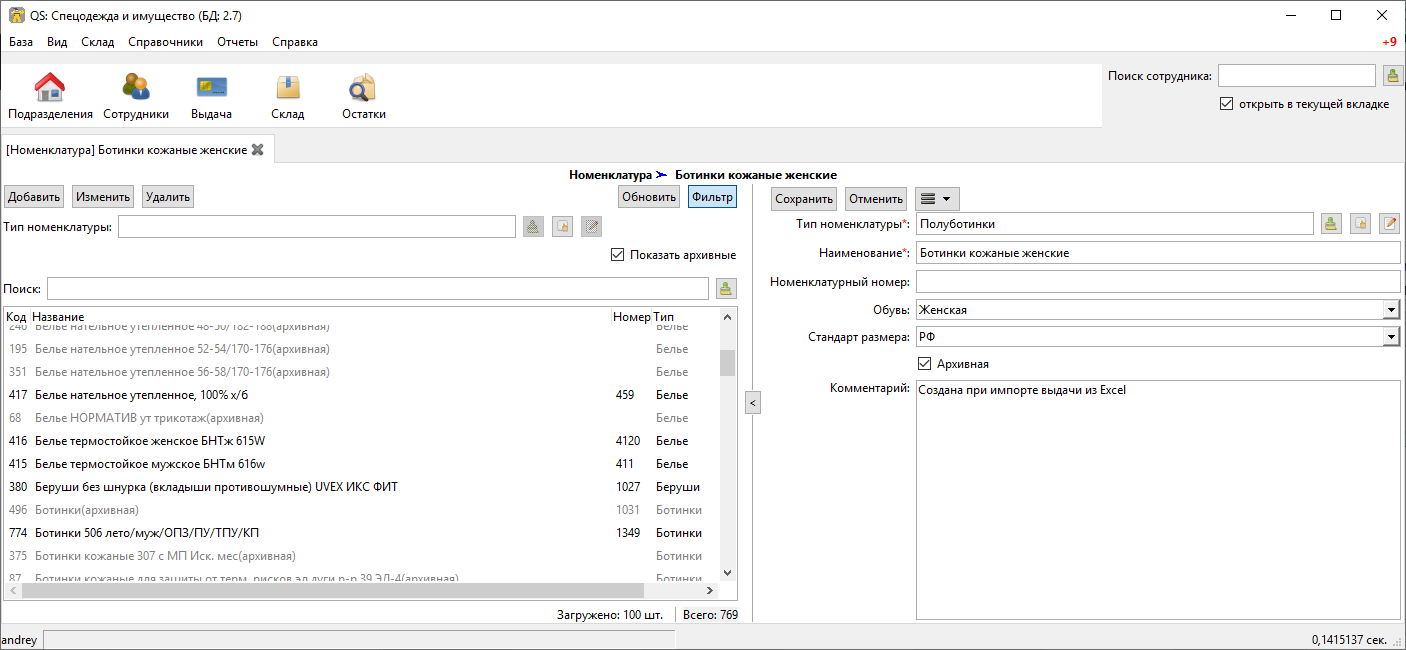 QS: Спецодежда и имущество (БД: 2.7)
База Вид Склад Справочники Отчеты Справка +9
Подразделения Сотрудники Выдача Склад Остатки
Поиск сотрудника:
открыть в текущей вкладке
[Номенклатура] Ботинки кожаные женские
Номенклатура Ботинки кожаные женские
Добавить Изменить Удалить Обновить Фильтр
Тип номенклатуры:
Показать архивные
Поиск:
Код Название Номер Тип
246 Белье нательное утепленное 48-50/182-188(архивная) Белье
195 Белье нательное утепленное 52-54/170-176(архивная) Белье
351 Белье нательное утепленное 56-58/170-176(архивная) Белье
417 Белье нательное утепленное, 100% х/б 459 Белье
68 Белье НОРМАТИВ ут трикотаж(архивная) Белье
416 Белье термостойкое женское БНТж 615W 4120 Белье
415 Белье термостойкое мужское БНТм 616w 411 Белье
380 Беруши без шнурка (вкладыши противошумные) UVEX ИКС ФИТ 1027 Беруши
496 Ботинки(архивная) 1031 Ботинки
774 Ботинки 506 лето/муж/ОПЗ/ПУ/ТПУ/КП 1349 Ботинки
375 Ботинки кожаные 307 с МП Иск. мес(архивная) Ботинки
87 Ботинки кожаные для защиты от терм. рисков эл.дуги р-р 39 ЭЛ-4(архивная) Ботинки
Загружено: 100 шт. Всего: 769
<
Сохранить Отменить
Тип номенклатуры*: Полуботинки
Наименование*: Ботинки кожаные женские
Номенклатурный номер:
Обувь: Женская
Стандарт размера: РФ
Архивная
Комментарий: Создана при импорте выдачи из Excel
andrey 0,1415137 сек.